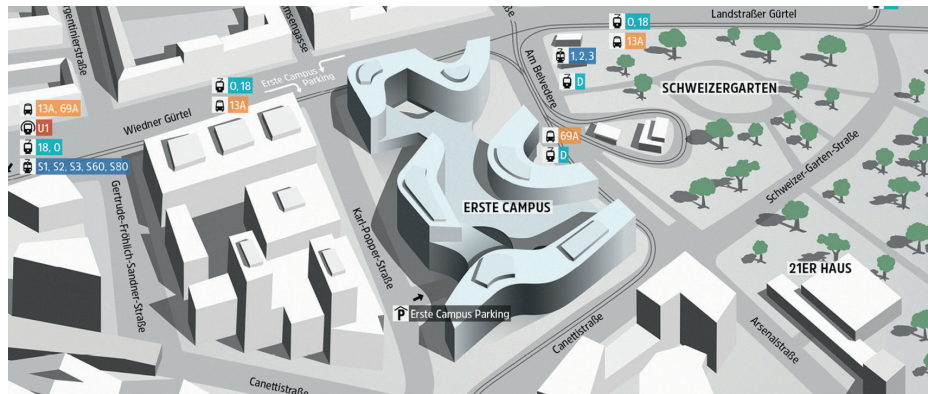 Landstraßer Gürtel
O, 18
13A
1, 2, 3
D
Am Belvedere
SCHWEIZERGARTEN
Erste Campus
Parking
O, 18
13A
Wiedner Gürtel
13A, 69A
U1
18, O
S1, S2, S3, S60, S80
69A
D
Schweizer-Garten-Straße
Gertrude-Fröhlich-Sandner-Straße
Karl-Popper-Straße
ERSTE CAMPUS
21ER HAUS
P Erste Campus Parking
Canettistraße
Arsenalstraße
Canettistraße